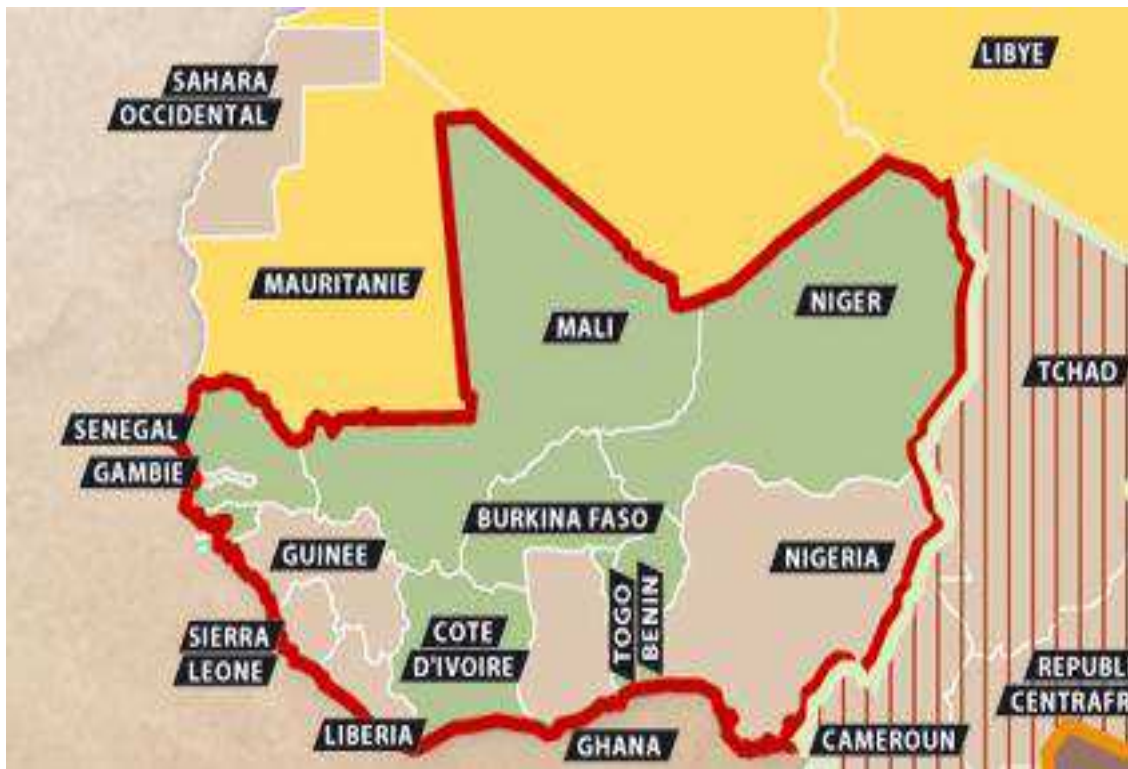 LIBYE
SAHARA
OCCIDENTAL
MAURITANIE
MALI
NIGER
TCHAD
SENEGAL
GAMBIE
BURKINA FASO
GUINEE
NIGERIA
TOGO
BENIN
SIERRA
LEONE
COTE
D'IVOIRE
REPUBL
CENTRAFR
LIBERIA
GHANA
CAMEROUN